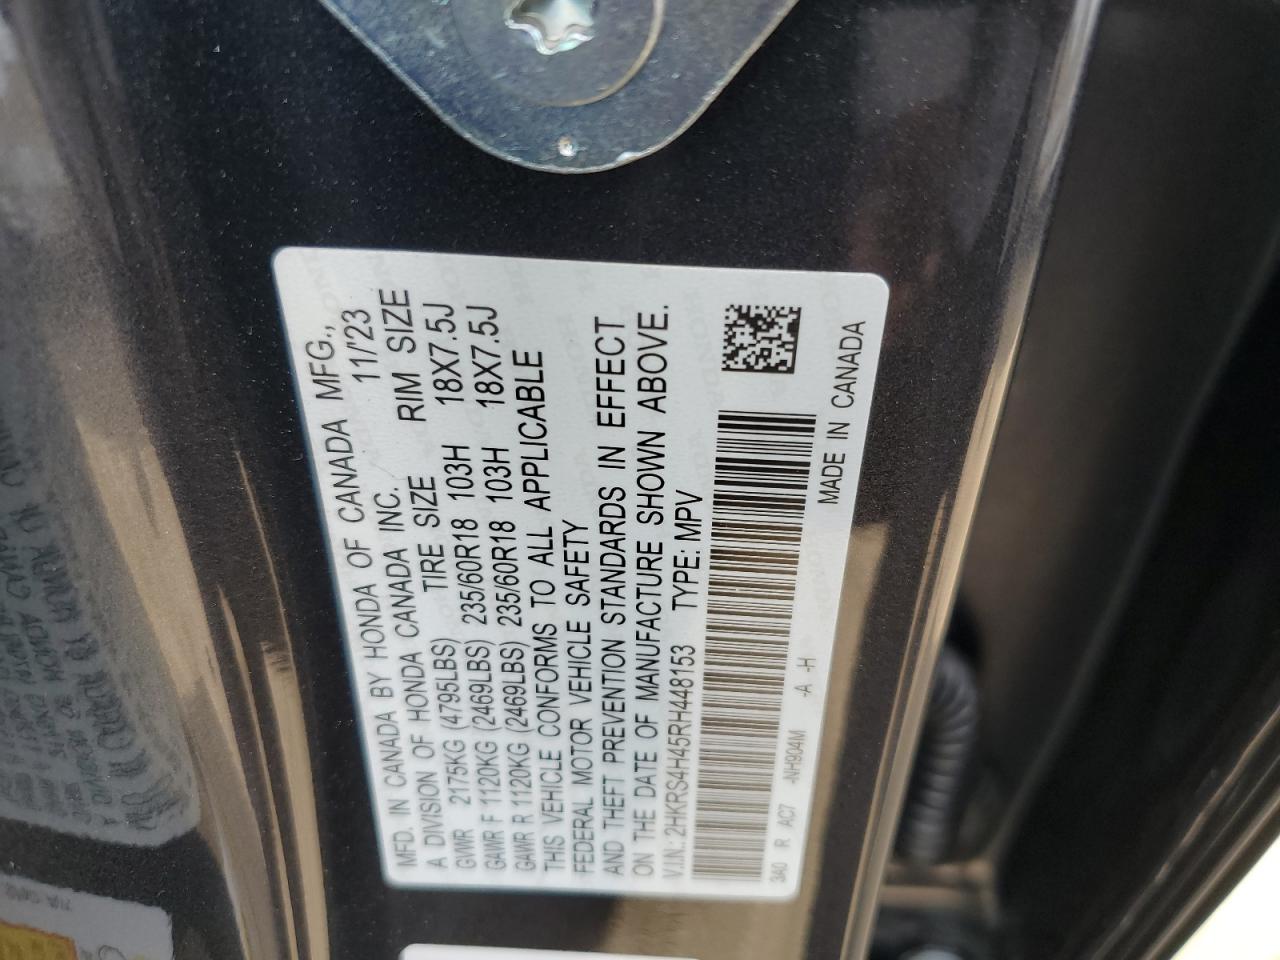 MFD. IN CANADA BY HONDA OF CANADA MFG.,
A DIVISION OF HONDA CANADA INC. 11/'23
GVWR 2175KG (4795LBS) TIRE SIZE RIM SIZE
GAWR F 1120KG (2469LBS) 235/60R18 103H 18X7.5J
GAWR R 1120KG (2469LBS) 235/60R18 103H 18X7.5J
THIS VEHICLE CONFORMS TO ALL APPLICABLE
FEDERAL MOTOR VEHICLE SAFETY
AND THEFT PREVENTION STANDARDS IN EFFECT
ON THE DATE OF MANUFACTURE SHOWN ABOVE.
V.I.N.: 2HKRS4H45RH448153 TYPE: MPV
3A0 R AC7 -NH904M -A -H
MADE IN CANADA